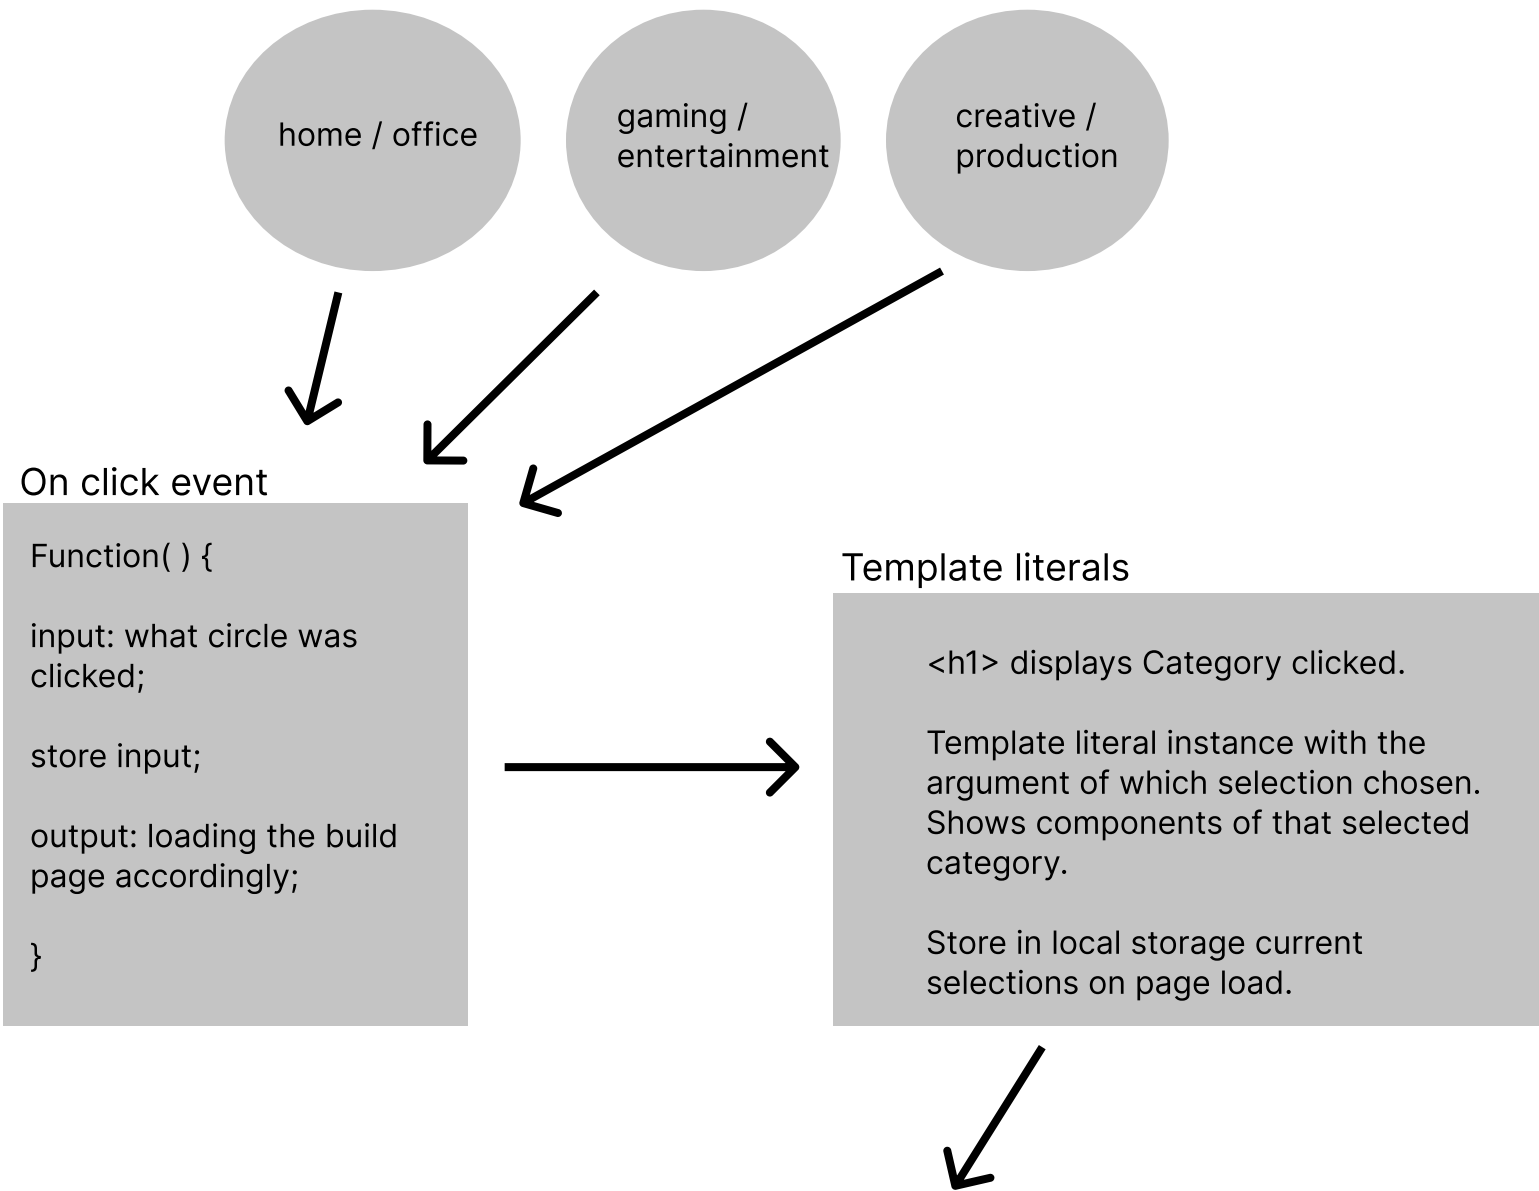 home / office
gaming /
entertainment
creative /
production
On click event
Function( ) {
input: what circle was
clicked;
store input;
output: loading the build
page accordingly;
}
Template literals
<h1> displays Category clicked.
Template literal instance with the
argument of which selection chosen.
Shows components of that selected
category.
Store in local storage current
selections on page load.